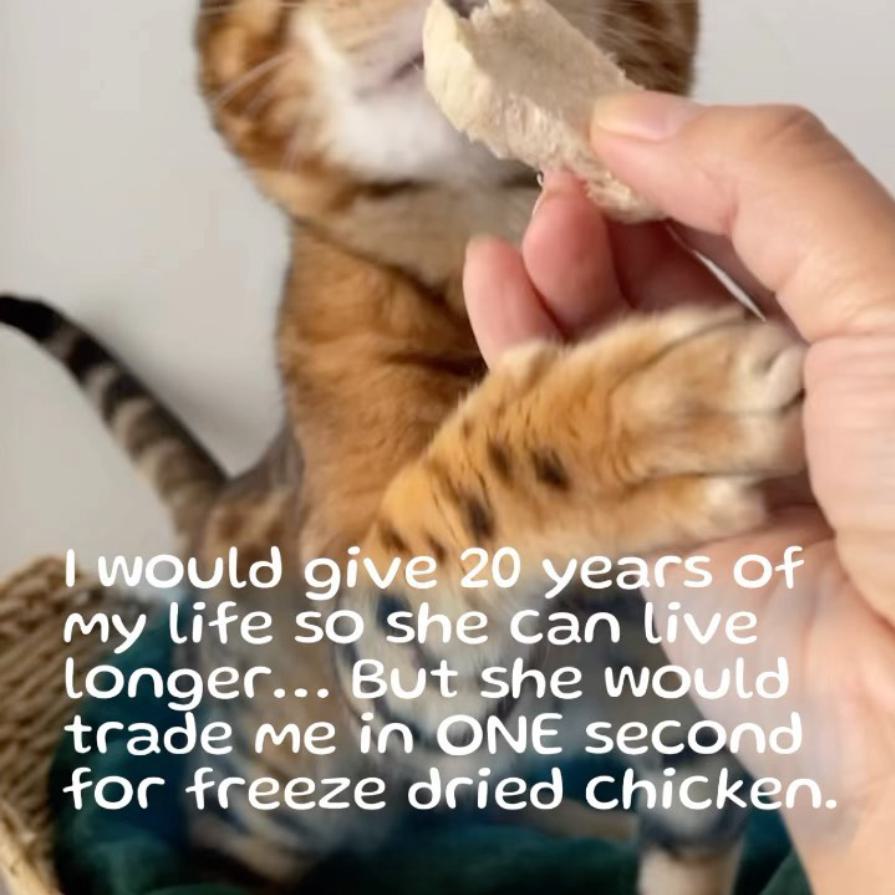 I would give 20 years of
my life so she can live
longer... But she would
trade me in ONE second
for freeze dried chicken.